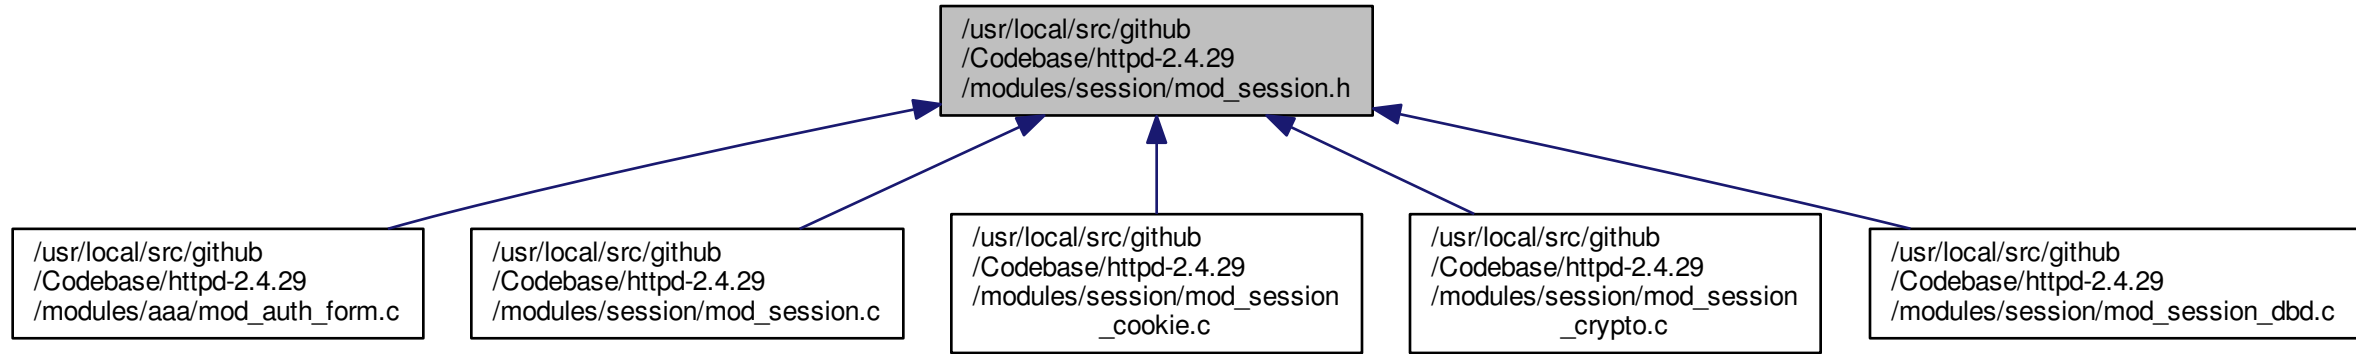 /usr/local/src/github
/Codebase/httpd-2.4.29
/modules/session/mod_session.h
/usr/local/src/github
/Codebase/httpd-2.4.29
/modules/aaa/mod_auth_form.c
/usr/local/src/github
/Codebase/httpd-2.4.29
/modules/session/mod_session.c
/usr/local/src/github
/Codebase/httpd-2.4.29
/modules/session/mod_session
_cookie.c
/usr/local/src/github
/Codebase/httpd-2.4.29
/modules/session/mod_session
_crypto.c
/usr/local/src/github
/Codebase/httpd-2.4.29
/modules/session/mod_session_dbd.c